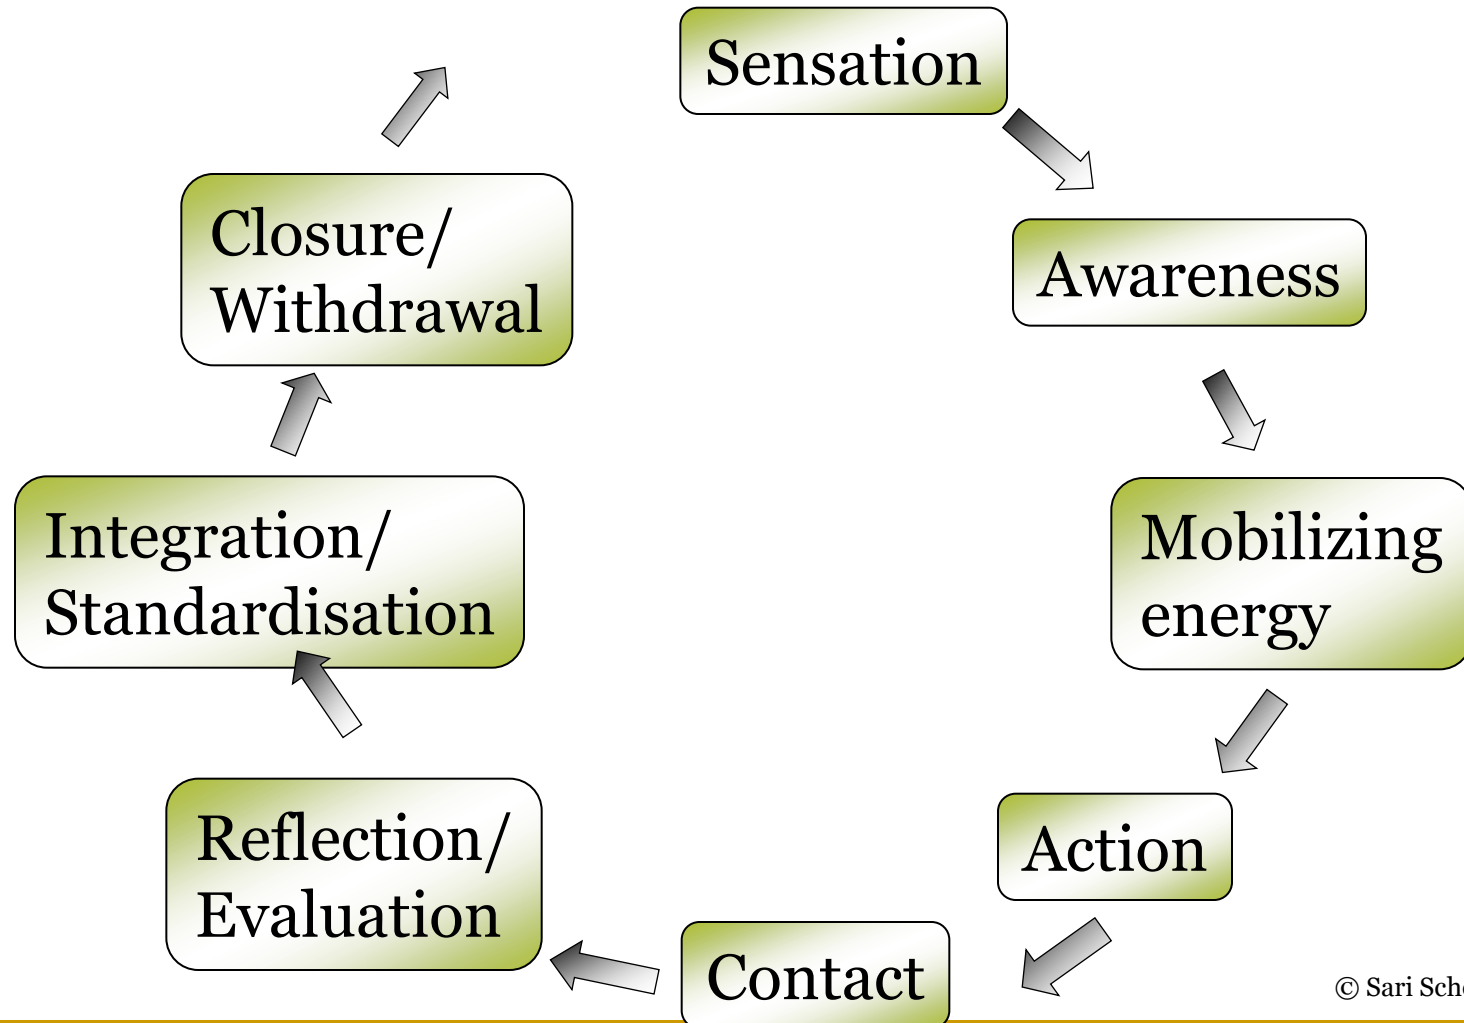 Sensation
Awareness
Mobilizing
energy
Action
Contact
Reflection/
Evaluation
Integration/
Standardisation
Closure/
Withdrawal
© Sari